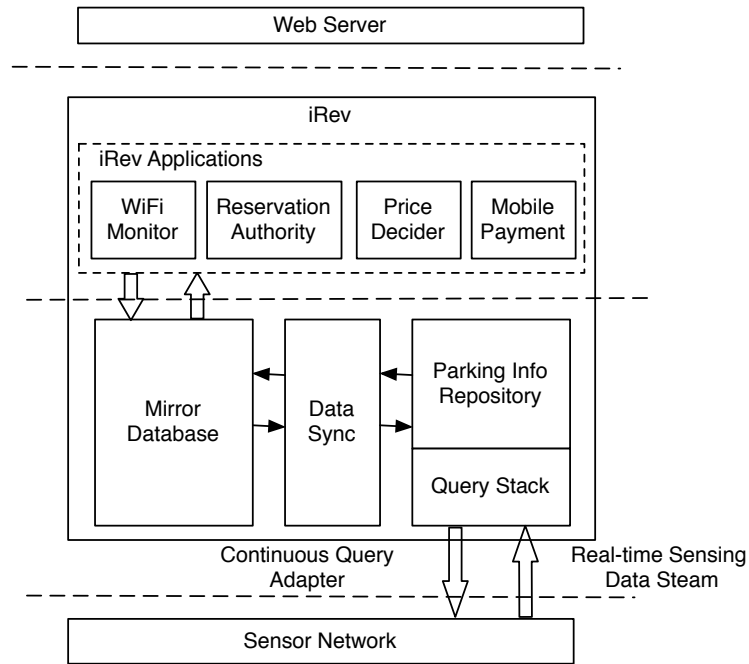 Web Server
iRev
iRev Applications
WiFi
Monitor
Reservation
Authority
Price
Decider
Mobile
Payment
Mirror
Database
Data
Sync
Parking Info
Repository
Query Stack
Continuous Query
Adapter
Real-time Sensing
Data Steam
Sensor Network